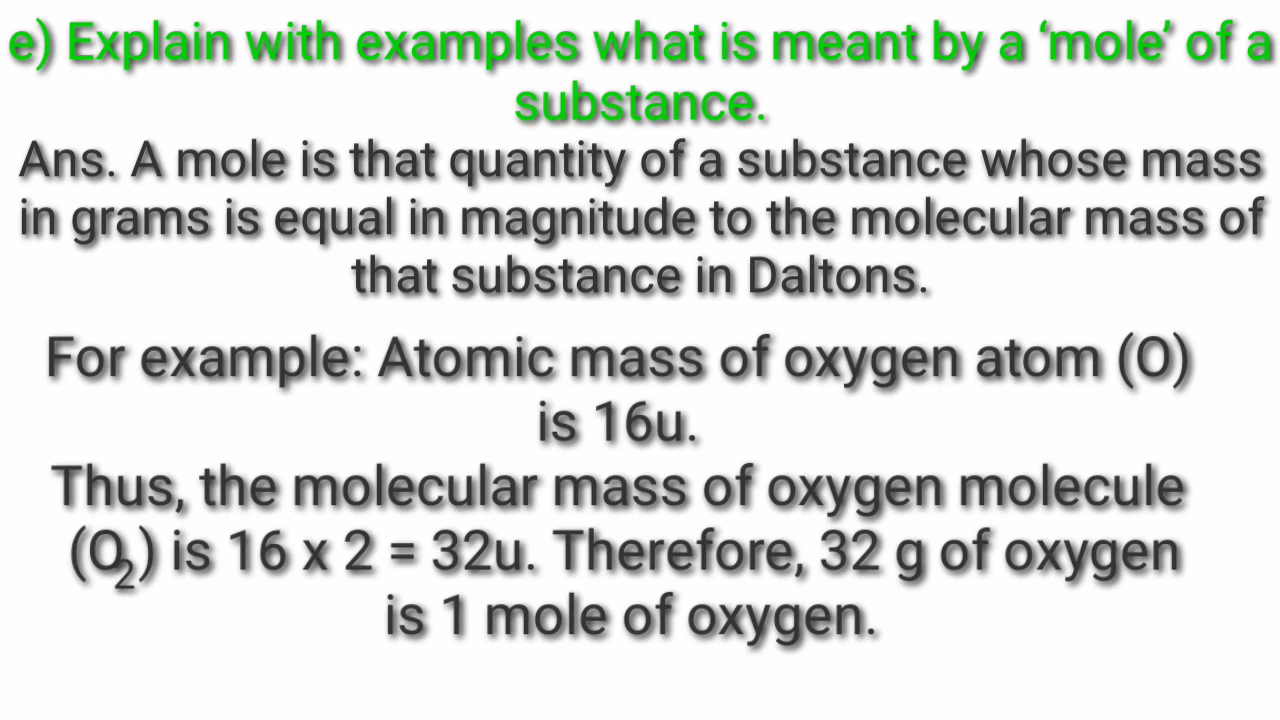 e) Explain with examples what is meant by a ‘mole’ of a
substance.
Ans. A mole is that quantity of a substance whose mass
in grams is equal in magnitude to the molecular mass of
that substance in Daltons.
For example: Atomic mass of oxygen atom (O)
is 16u.
Thus, the molecular mass of oxygen molecule
(O₂) is 16 x 2 = 32u. Therefore, 32 g of oxygen
is 1 mole of oxygen.